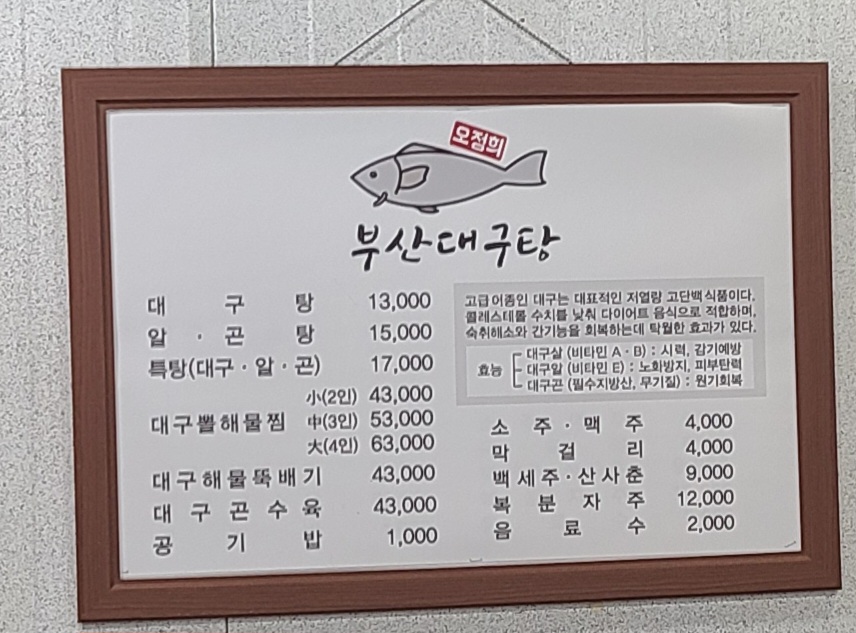 오점희
부산대구탕
대구탕 13,000
알·곤탕 15,000
특탕(대구·알·곤) 17,000
小(2인) 43,000
대구뽈해물찜 中(3인) 53,000
大(4인) 63,000
대구해물뚝배기 43,000
대구곤수육 43,000
공기밥 1,000
고급어종인 대구는 대표적인 저열량 고단백식품이다.
콜레스테롤 수치를 낮춰 다이어트 음식으로 적합하며,
숙취해소와 간기능을 회복하는데 탁월한 효과가 있다.
대구살 (비타민 A·B) : 시력, 감기예방
효능 대구알 (비타민 E) : 노화방지, 피부탄력
대구곤 (필수지방산, 무기질) : 원기회복
소주·맥주 4,000
막걸리 4,000
백세주·산사춘 9,000
복분자주 12,000
음료수 2,000